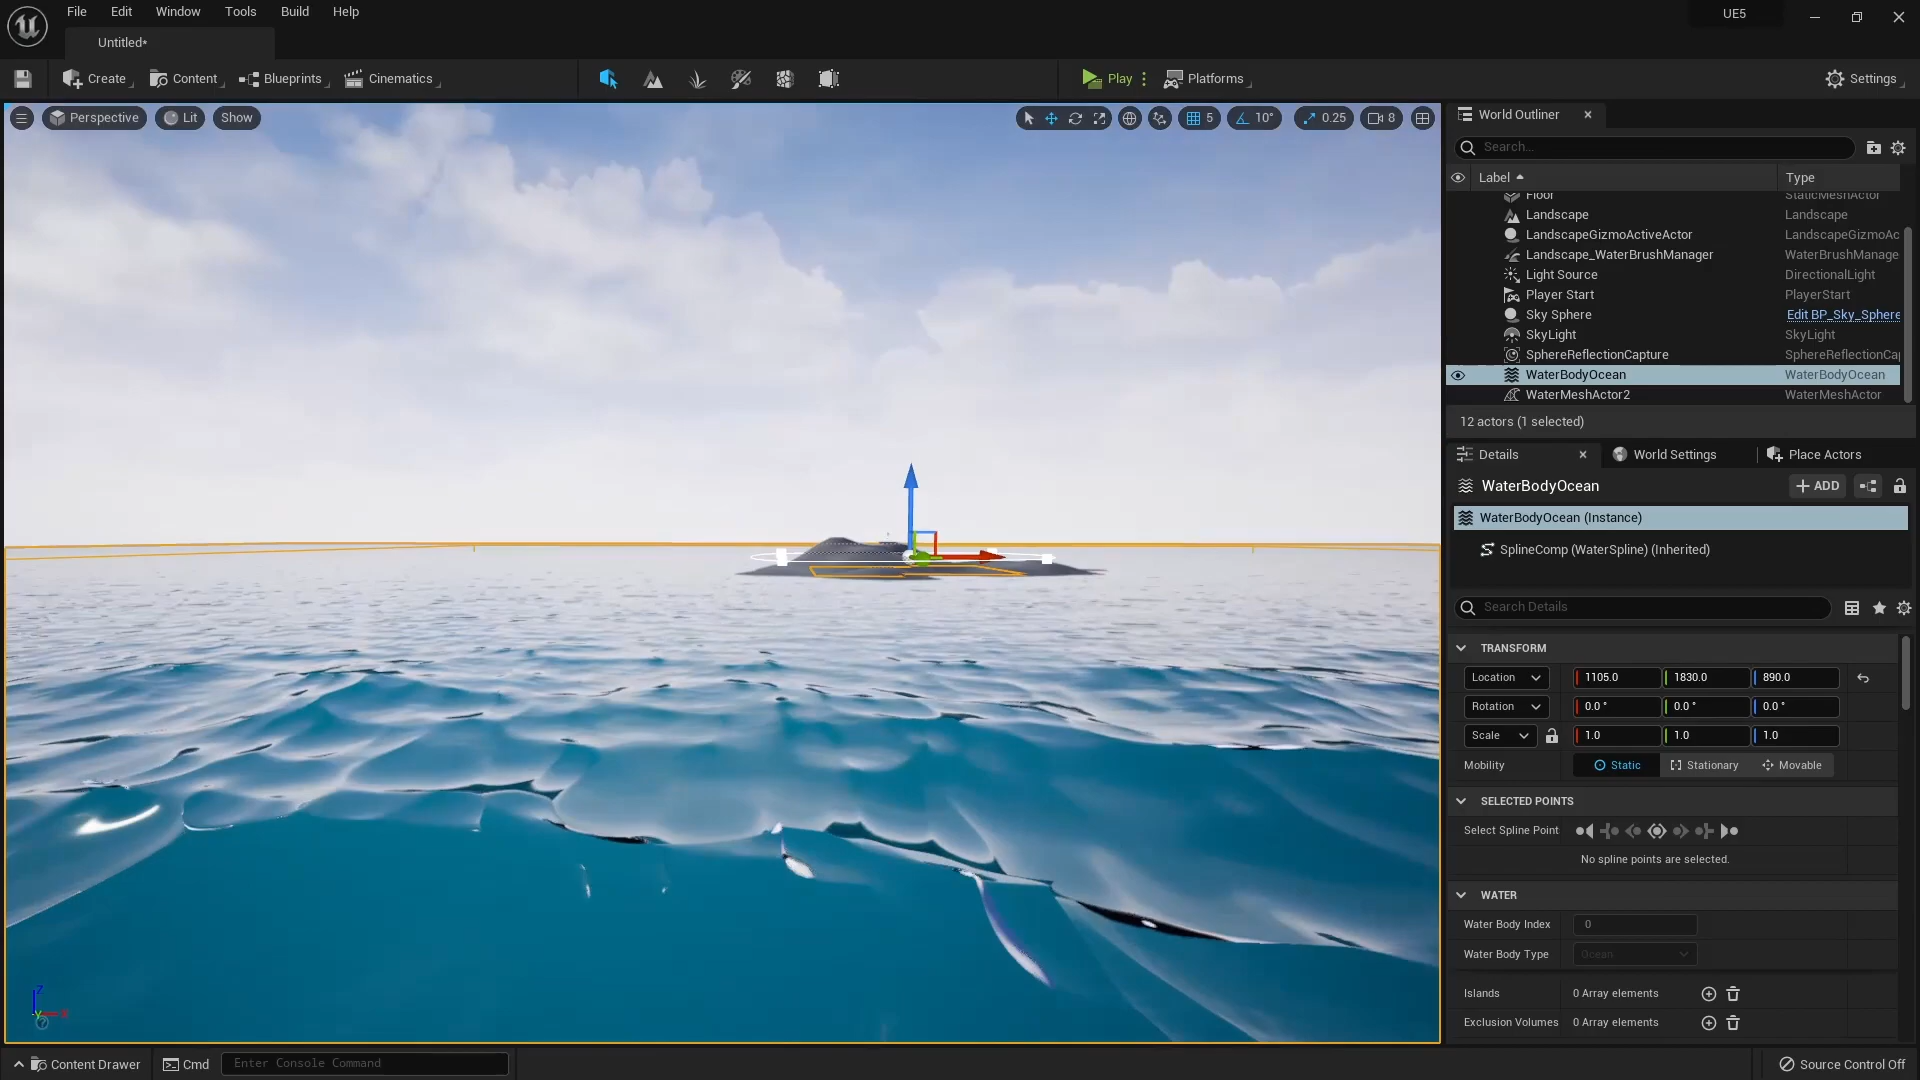 File Edit Window Tools Build Help
UE5
Untitled*
Create Content Blueprints Cinematics
Play Platforms
Settings
Perspective Lit Show
5 10° 0.25 8
World Outliner
Search...
Label Type
Floor StaticMeshActor
Landscape Landscape
LandscapeGizmoActiveActor LandscapeGizmoAc
Landscape_WaterBrushManager WaterBrushManage
Light Source DirectionalLight
Player Start PlayerStart
Sky Sphere Edit BP_Sky_Sphere
SkyLight SkyLight
SphereReflectionCapture SphereReflectionCap
WaterBodyOcean WaterBodyOcean
WaterMeshActor2 WaterMeshActor
12 actors (1 selected)
Details World Settings Place Actors
WaterBodyOcean
+ ADD
WaterBodyOcean (Instance)
SplineComp (WaterSpline) (Inherited)
Search Details
TRANSFORM
Location 1105.0 1830.0 890.0
Rotation 0.0 ° 0.0 ° 0.0 °
Scale 1.0 1.0 1.0
Mobility Static Stationary Movable
SELECTED POINTS
Select Spline Point
No spline points are selected.
WATER
Water Body Index 0
Water Body Type Ocean
Islands 0 Array elements
Exclusion Volumes 0 Array elements
Z
X
Y
Content Drawer Cmd Enter Console Command
Source Control Off